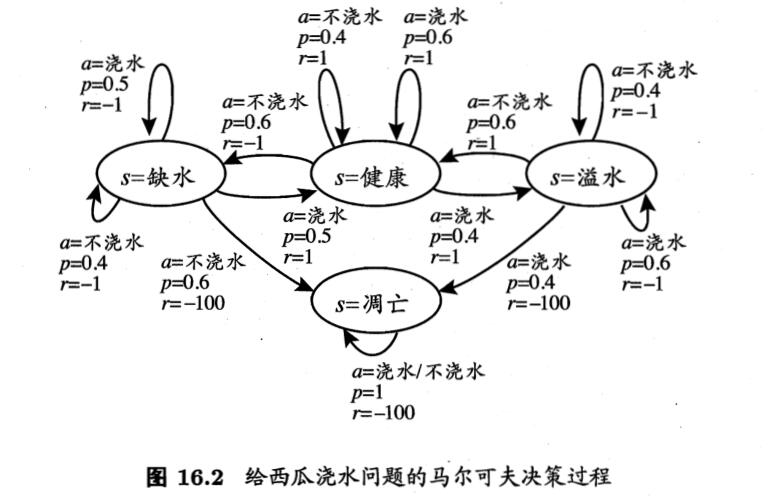 a=不浇水
p=0.4
r=1
a=浇水
p=0.6
r=1
a=浇水
p=0.5
r=−1
a=不浇水
p=0.4
r=−1
a=不浇水
p=0.6
r=−1
a=不浇水
p=0.6
r=1
s=缺水
s=健康
s=溢水
a=不浇水
p=0.4
r=−1
a=不浇水
p=0.6
r=−100
a=浇水
p=0.5
r=1
a=浇水
p=0.4
r=1
a=浇水
p=0.4
r=−100
a=浇水
p=0.6
r=−1
s=凋亡
a=浇水/不浇水
p=1
r=−100
图 16.2 给西瓜浇水问题的马尔可夫决策过程